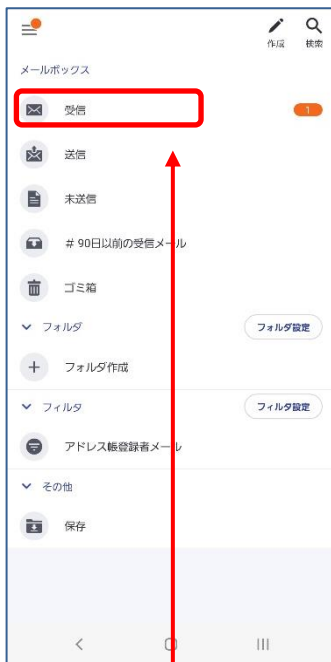 作成 検索
メールボックス
受信 1
送信
未送信
# 90日以前の受信メール
ゴミ箱
フォルダ フォルダ設定
フォルダ作成
フィルタ フィルタ設定
アドレス帳登録者メール
その他
保存